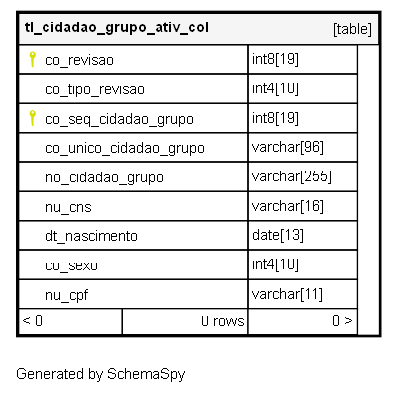 tl_cidadao_grupo_ativ_col [table]
co_revisao int8[19]
co_tipo_revisao int4[10]
co_seq_cidadao_grupo int8[19]
co_unico_cidadao_grupo varchar[96]
no_cidadao_grupo varchar[255]
nu_cns varchar[16]
dt_nascimento date[13]
co_sexo int4[10]
nu_cpf varchar[11]
< 0 0 rows 0 >
Generated by SchemaSpy